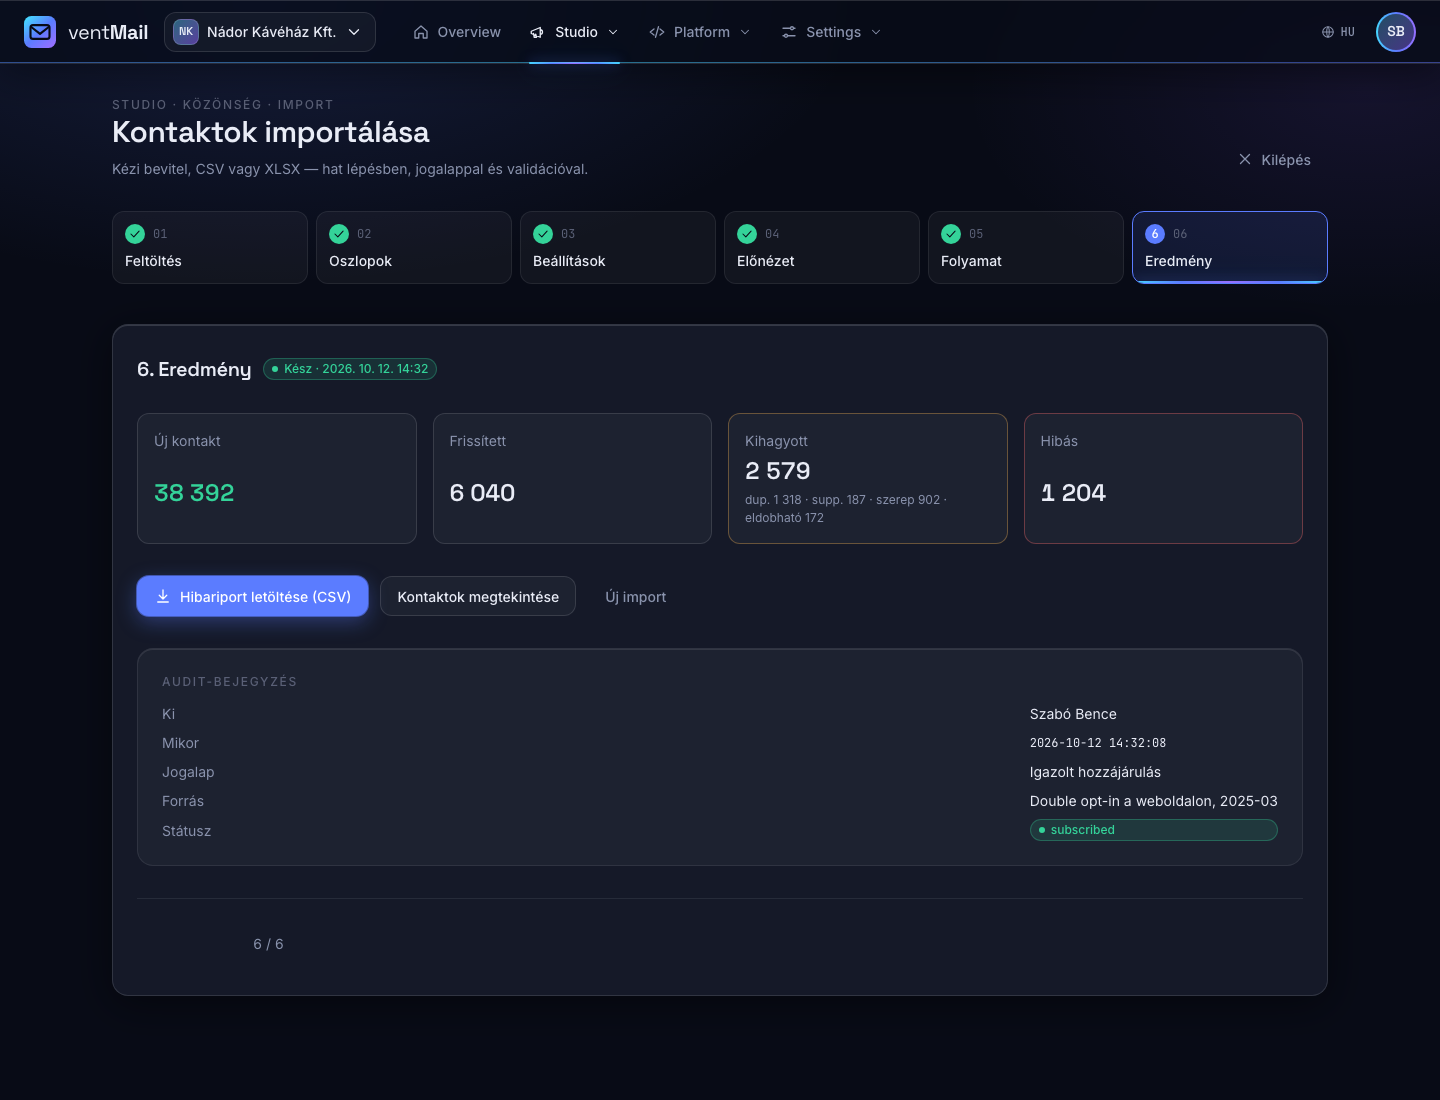 ventMail
NK Nádor Kávéház Kft.
Overview
Studio
Platform
Settings
HU
SB
STUDIO · KÖZÖNSÉG · IMPORT
Kontaktok importálása
Kézi bevitel, CSV vagy XLSX — hat lépésben, jogalappal és validációval.
Kilépés
01
Feltöltés
02
Oszlopok
03
Beállítások
04
Előnézet
05
Folyamat
6 06
Eredmény
6. Eredmény
Kész · 2026. 10. 12. 14:32
Új kontakt
38 392
Frissített
6 040
Kihagyott
2 579
dup. 1 318 · supp. 187 · szerep 902 ·
eldobható 172
Hibás
1 204
Hibariport letöltése (CSV)
Kontaktok megtekintése
Új import
AUDIT-BEJEGYZÉS
Ki Szabó Bence
Mikor 2026-10-12 14:32:08
Jogalap Igazolt hozzájárulás
Forrás Double opt-in a weboldalon, 2025-03
Státusz subscribed
6 / 6